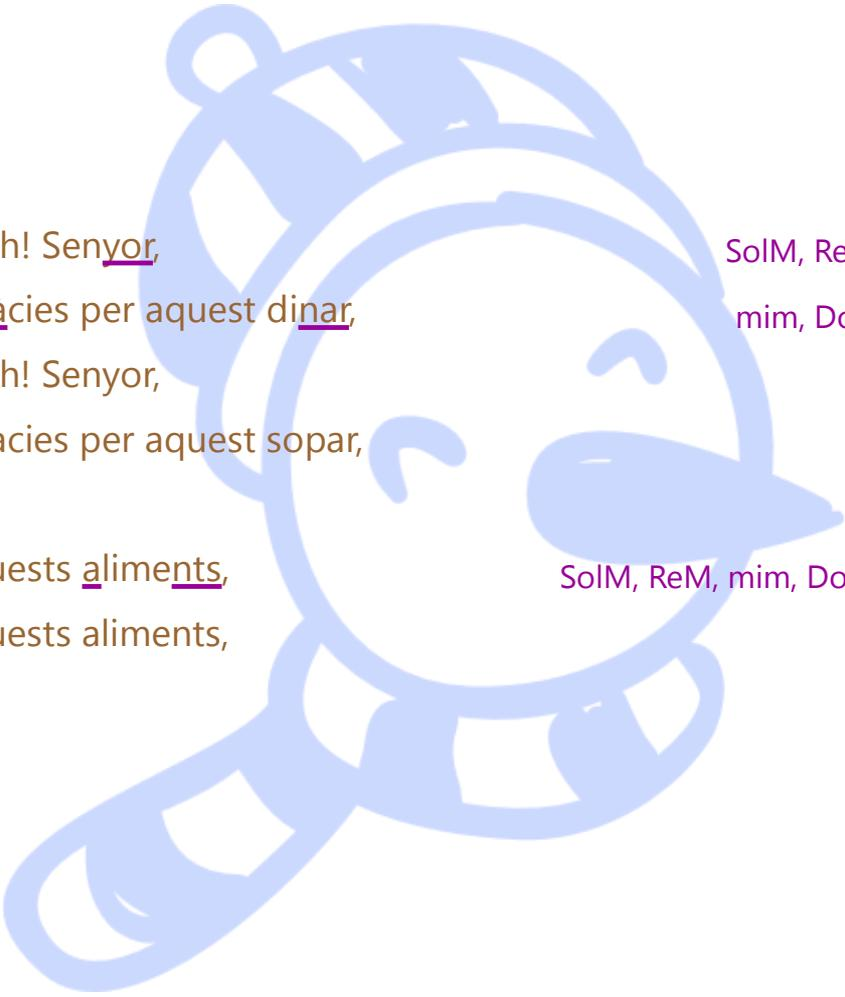 h! Senyor, SolM, Re
acies per aquest dinar, mim, Do
h! Senyor,
acies per aquest sopar,
uests aliments, SolM, ReM, mim, Do
uests aliments,